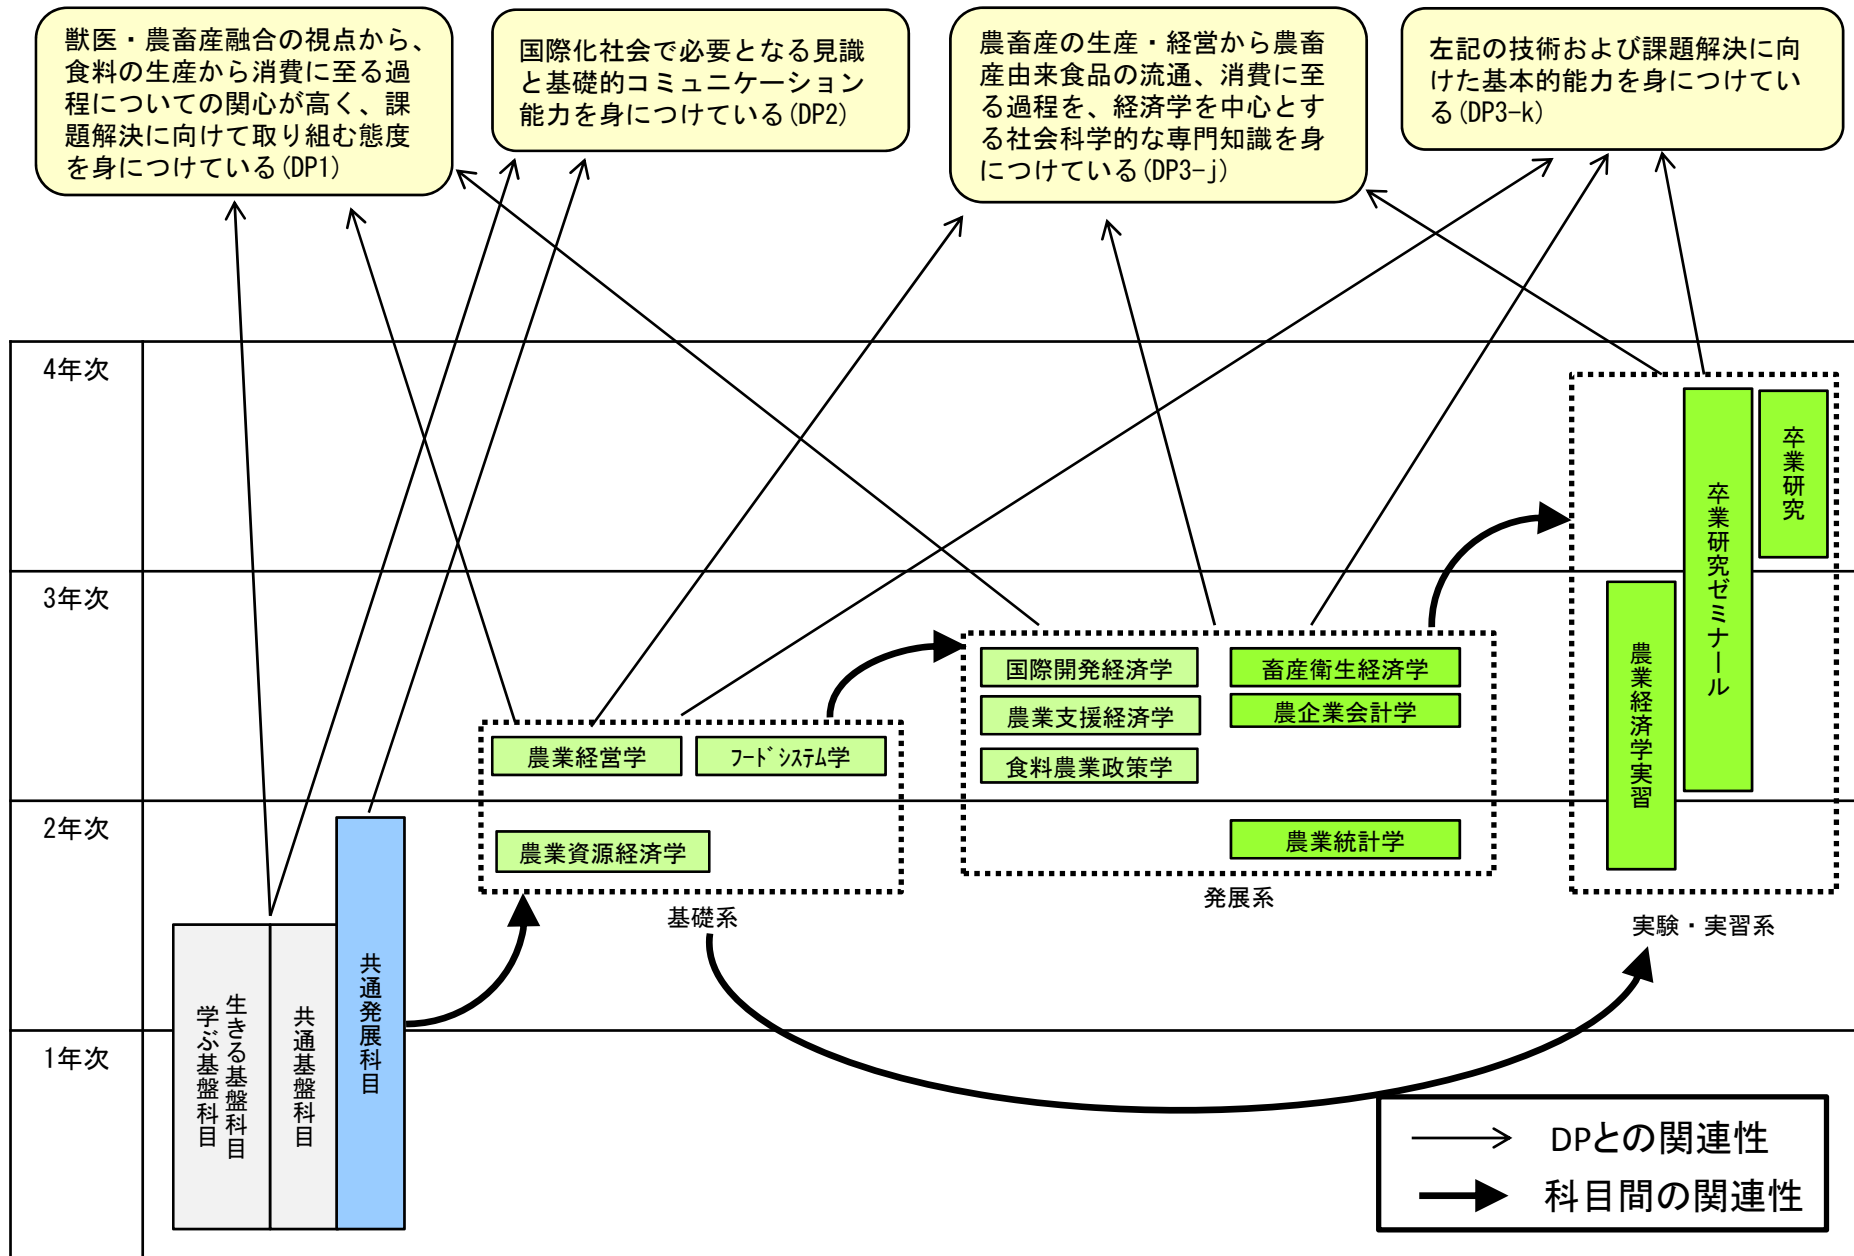 獣医・農畜産融合の視点から、
食料の生産から消費に至る過
程についての関心が高く、課
題解決に向けて取り組む態度
を身につけている(DP1)
国際化社会で必要となる見識
と基礎的コミュニケーション
能力を身につけている(DP2)
農畜産の生産・経営から農畜
産由来食品の流通、消費に至
る過程を、経済学を中心とす
る社会科学的な専門知識を身
につけている(DP3-j)
左記の技術および課題解決に向
けた基本的能力を身につけてい
る(DP3-k)
4年次
3年次
2年次
1年次
生きる基盤科目
学ぶ基盤科目
共通基盤科目
共通発展科目
農業経営学
フードシステム学
農業資源経済学
基礎系
国際開発経済学
農業支援経済学
食料農業政策学
畜産衛生経済学
農企業会計学
農業統計学
発展系
農業経済学実習
卒業研究ゼミナール
卒業研究
実験・実習系
DPとの関連性
科目間の関連性